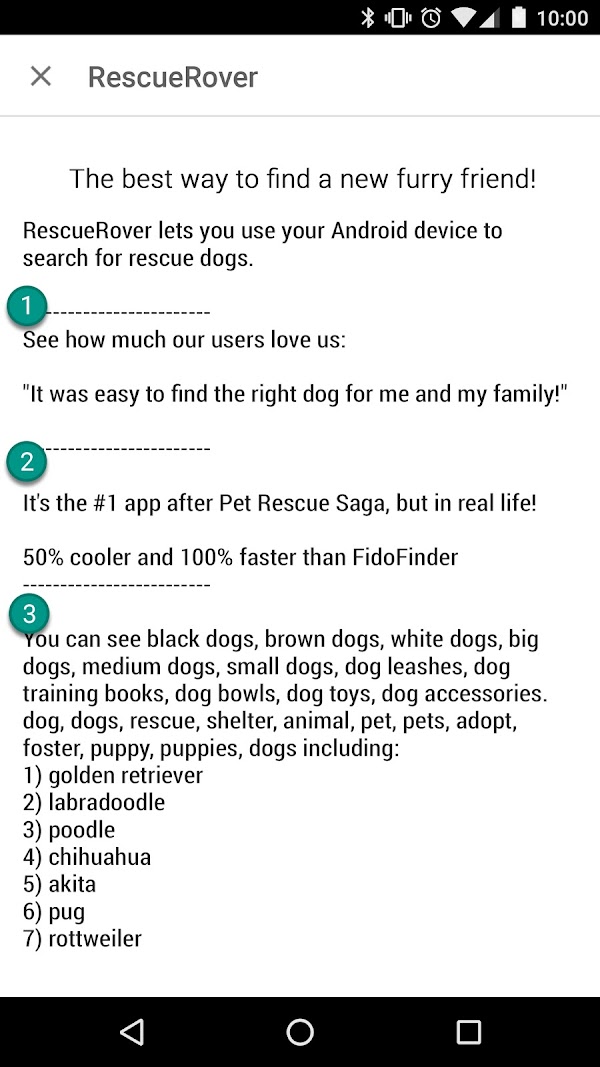 10:00
RescueRover
The best way to find a new furry friend!
RescueRover lets you use your Android device to
search for rescue dogs.
1
----------------------
See how much our users love us:
"It was easy to find the right dog for me and my family!"
2
----------------------
It's the #1 app after Pet Rescue Saga, but in real life!
50% cooler and 100% faster than FidoFinder
-------------------------
3
You can see black dogs, brown dogs, white dogs, big
dogs, medium dogs, small dogs, dog leashes, dog
training books, dog bowls, dog toys, dog accessories.
dog, dogs, rescue, shelter, animal, pet, pets, adopt,
foster, puppy, puppies, dogs including:
1) golden retriever
2) labradoodle
3) poodle
4) chihuahua
5) akita
6) pug
7) rottweiler